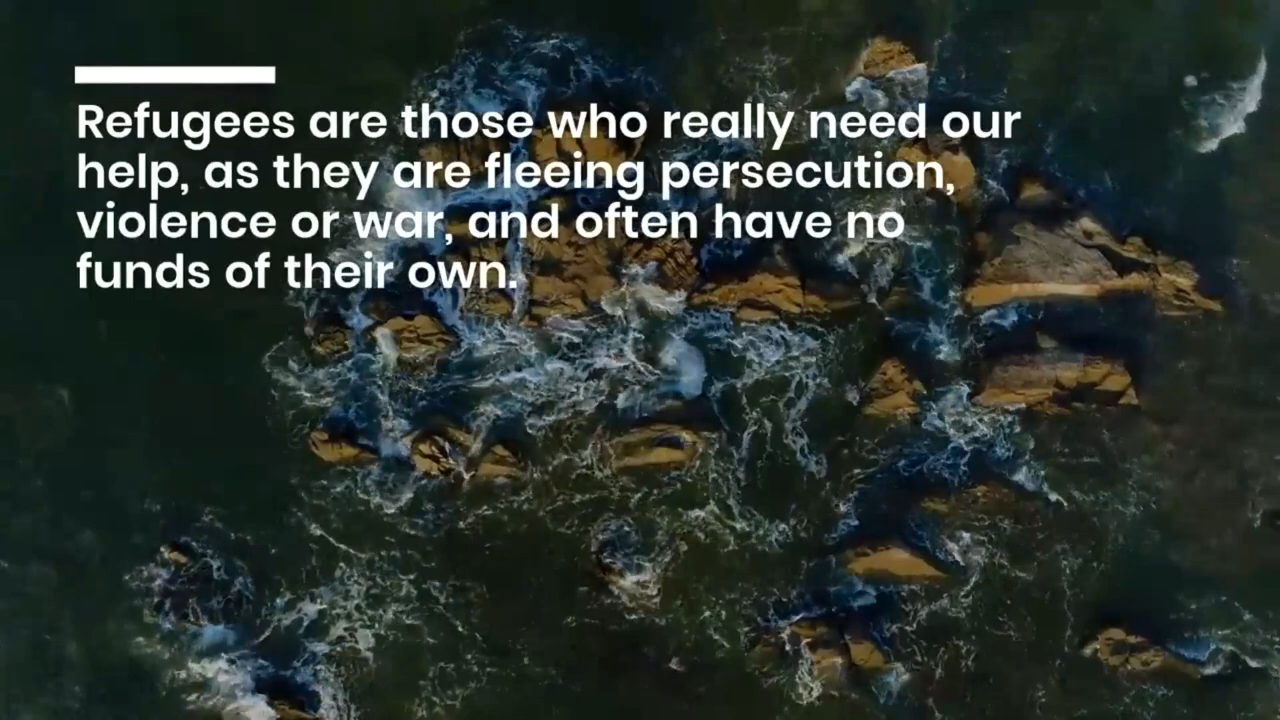 Refugees are those who really need our
help, as they are fleeing persecution,
violence or war, and often have no
funds of their own.